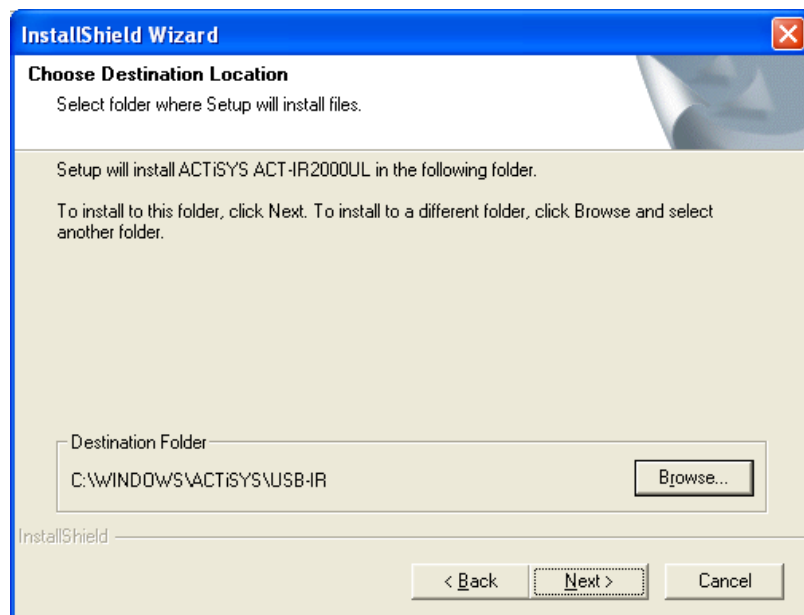 InstallShield Wizard
Choose Destination Location
Select folder where Setup will install files.
Setup will install ACTiSYS ACT-IR2000UL in the following folder.
To install to this folder, click Next. To install to a different folder, click Browse and select
another folder.
Destination Folder
C:\WINDOWS\ACTiSYS\USB-IR
Browse...
InstallShield
< Back
Next >
Cancel